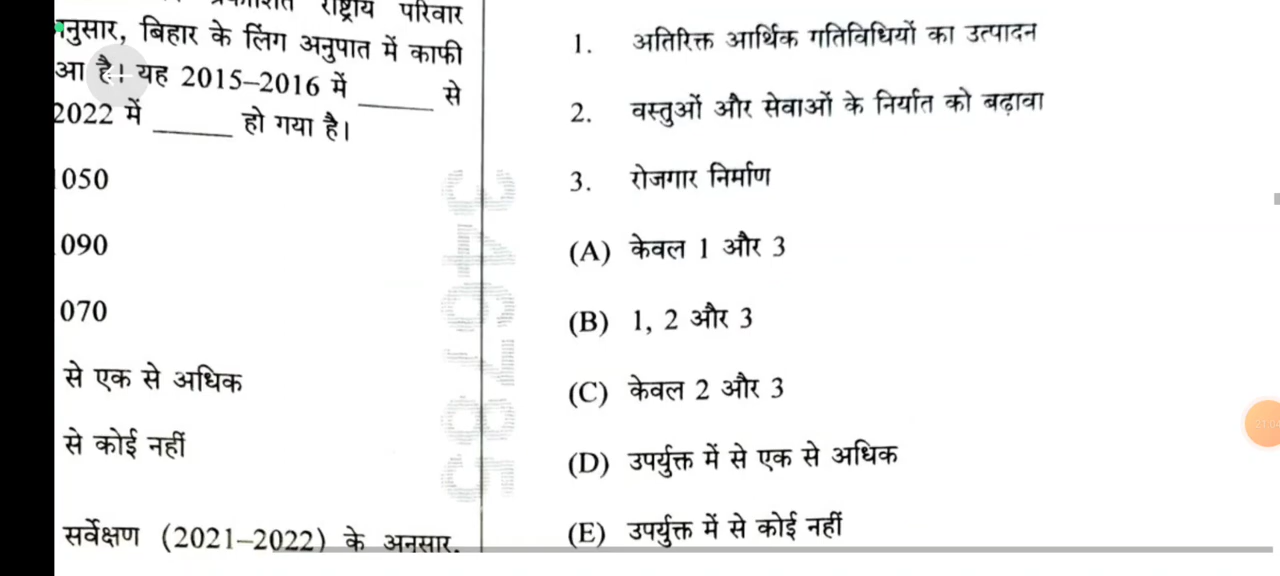 राष्ट्रीय परिवार
नुसार, बिहार के लिंग अनुपात में काफी
आ है। यह 2015–2016 में ______ से
2022 में ______ हो गया है।
050
090
070
से एक से अधिक
से कोई नहीं
सर्वेक्षण (2021–2022) के अनुसार,
1. अतिरिक्त आर्थिक गतिविधियों का उत्पादन
2. वस्तुओं और सेवाओं के निर्यात को बढ़ावा
3. रोजगार निर्माण
(A) केवल 1 और 3
(B) 1, 2 और 3
(C) केवल 2 और 3
(D) उपर्युक्त में से एक से अधिक
(E) उपर्युक्त में से कोई नहीं